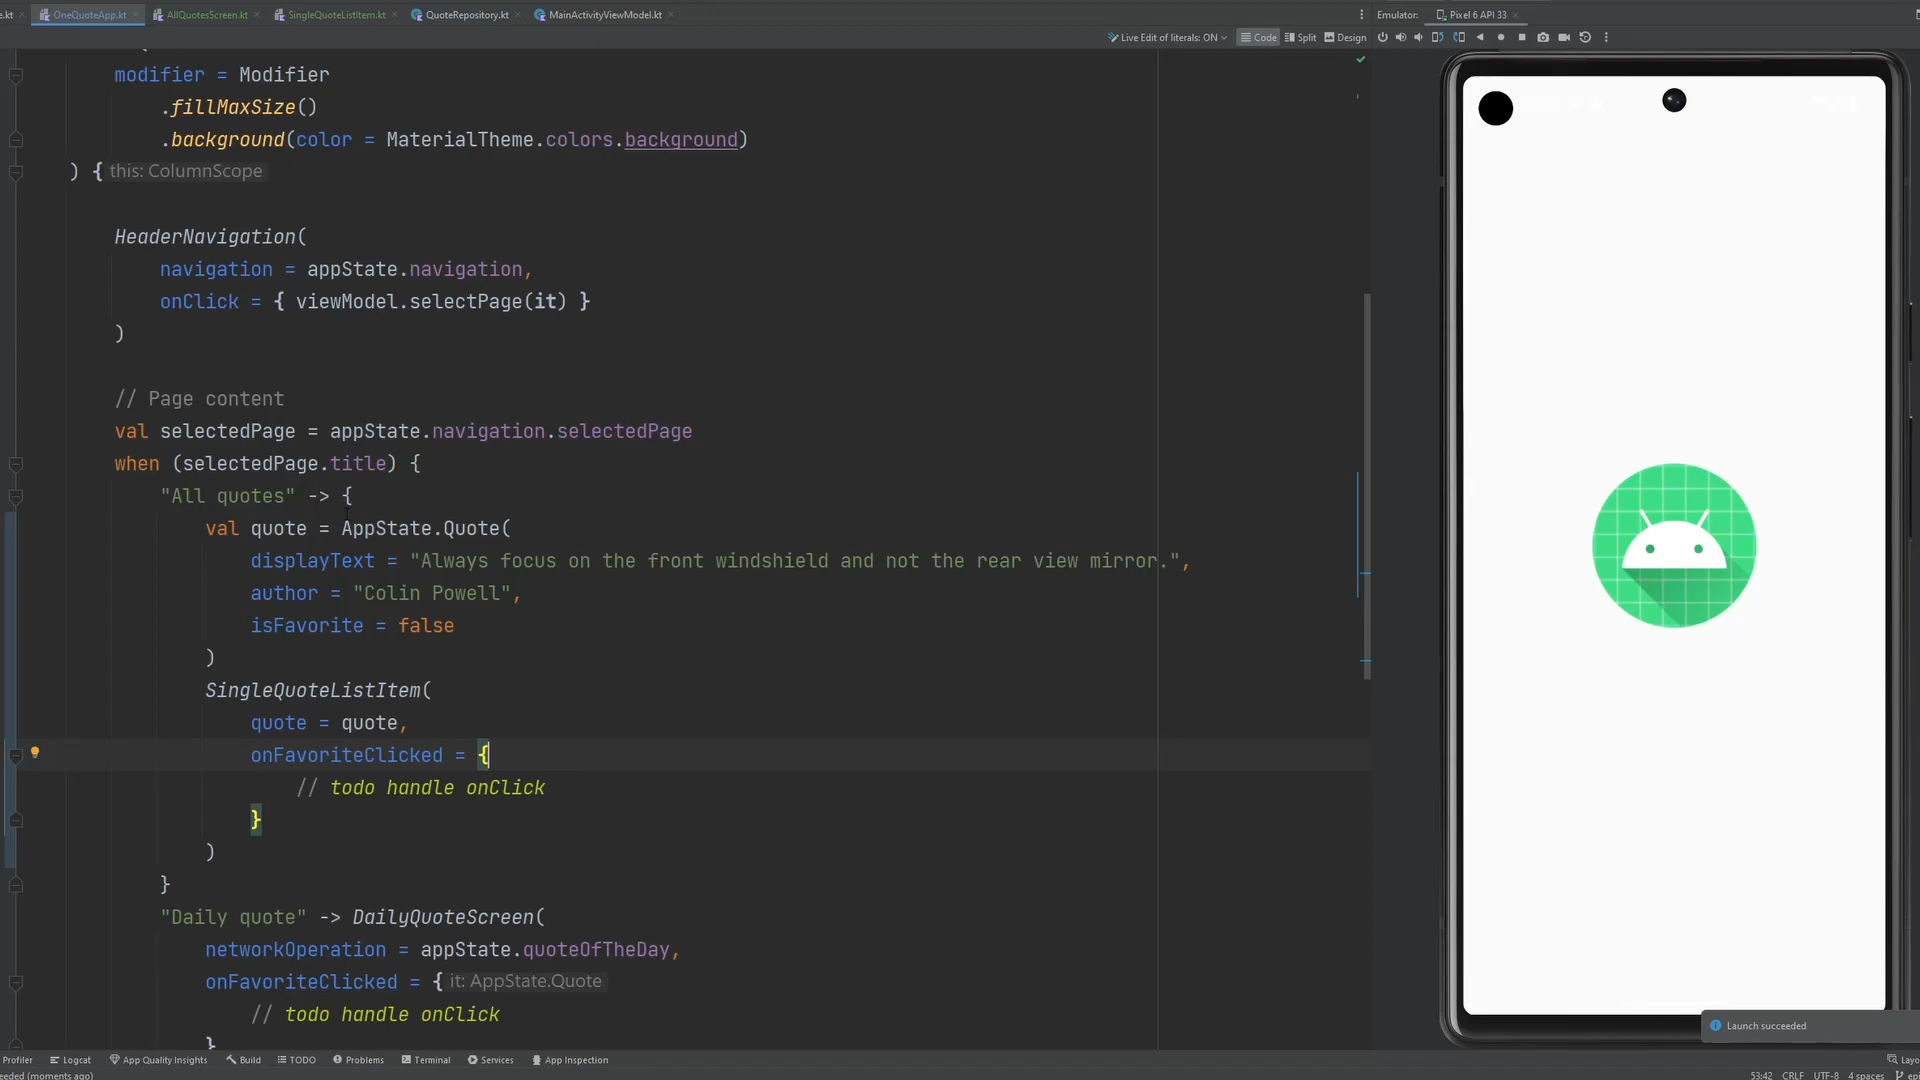 e.kt
OneQuoteApp.kt
AllQuotesScreen.kt
SingleQuoteListItem.kt
QuoteRepository.kt
MainActivityViewModel.kt
Emulator:
Pixel 6 API 33
Live Edit of literals: ON
Code
Split
Design
modifier = Modifier
.fillMaxSize()
.background(color = MaterialTheme.colors.background)
) { this: ColumnScope
HeaderNavigation(
navigation = appState.navigation,
onClick = { viewModel.selectPage(it) }
)
// Page content
val selectedPage = appState.navigation.selectedPage
when (selectedPage.title) {
"All quotes" -> {
val quote = AppState.Quote(
displayText = "Always focus on the front windshield and not the rear view mirror.",
author = "Colin Powell",
isFavorite = false
)
SingleQuoteListItem(
quote = quote,
onFavoriteClicked = {
// todo handle onClick
}
)
}
"Daily quote" -> DailyQuoteScreen(
networkOperation = appState.quoteOfTheDay,
onFavoriteClicked = { it: AppState.Quote
// todo handle onClick
}
Launch succeeded
Profiler
Logcat
App Quality Insights
Build
TODO
Problems
Terminal
Services
App Inspection
Layo
eeded (moments ago)
53:42
CRLF
UTF-8
4 spaces
epi